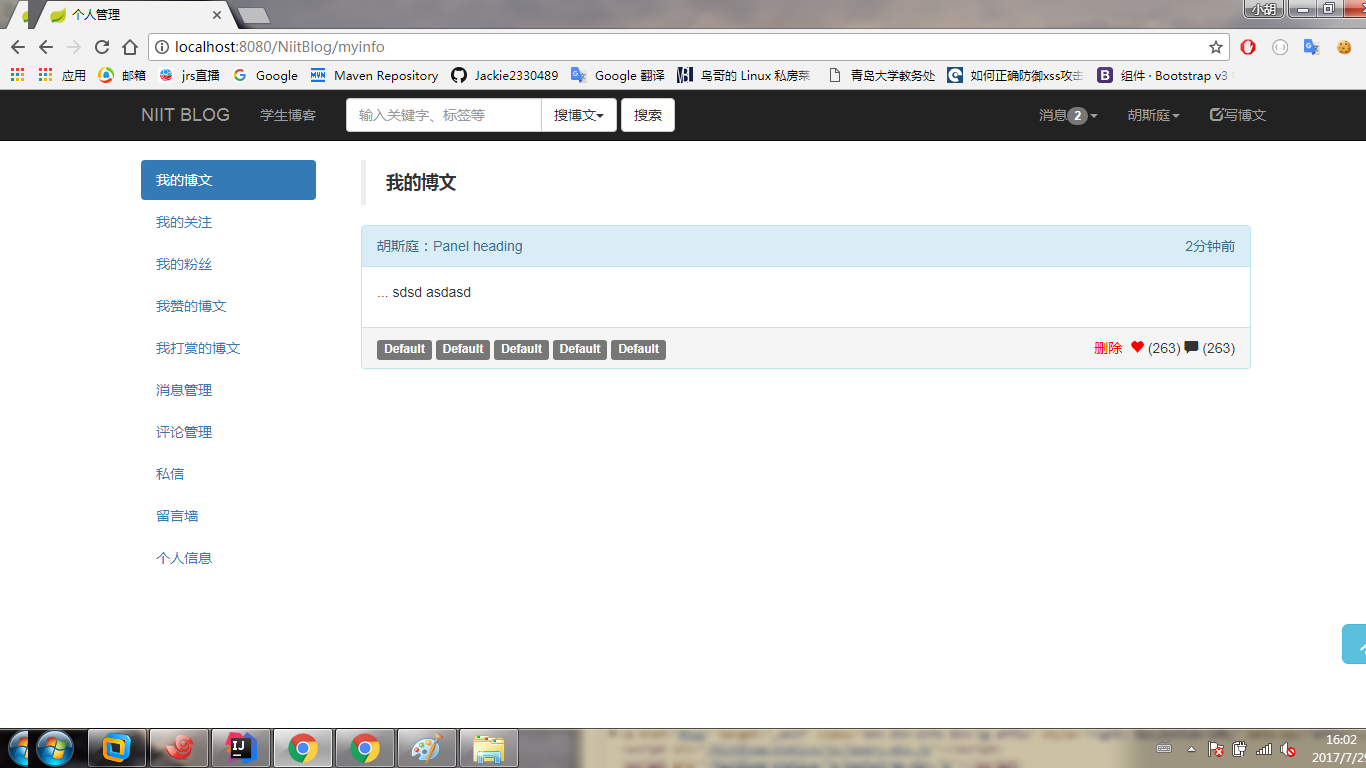 个人管理
小胡
localhost:8080/NiitBlog/myinfo
应用 邮箱 jrs直播 Google Maven Repository Jackie2330489 Google 翻译 鸟哥的 Linux 私房菜 青岛大学教务处 如何正确防御xss攻击 组件 · Bootstrap v3
NIIT BLOG 学生博客 输入关键字、标签等 搜博文 搜索 消息 2 胡斯庭 写博文
我的博文
我的关注
我的粉丝
我赞的博文
我打赏的博文
消息管理
评论管理
私信
留言墙
个人信息
我的博文
胡斯庭：Panel heading 2分钟前
... sdsd asdasd
Default Default Default Default Default 删除 (263) (263)
16:02